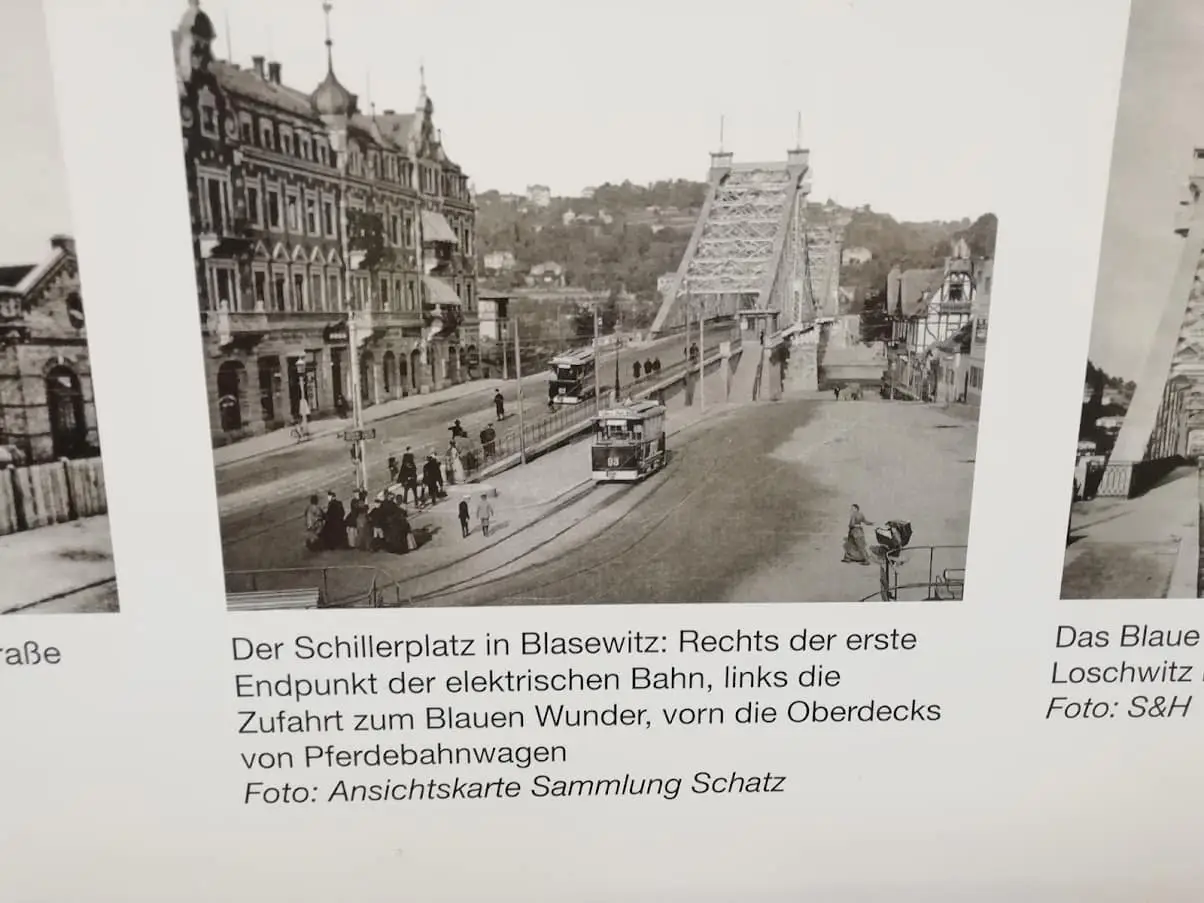 raße
Der Schillerplatz in Blasewitz: Rechts der erste
Endpunkt der elektrischen Bahn, links die
Zufahrt zum Blauen Wunder, vorn die Oberdecks
von Pferdebahnwagen
Foto: Ansichtskarte Sammlung Schatz
Das Blaue
Loschwitz
Foto: S&H